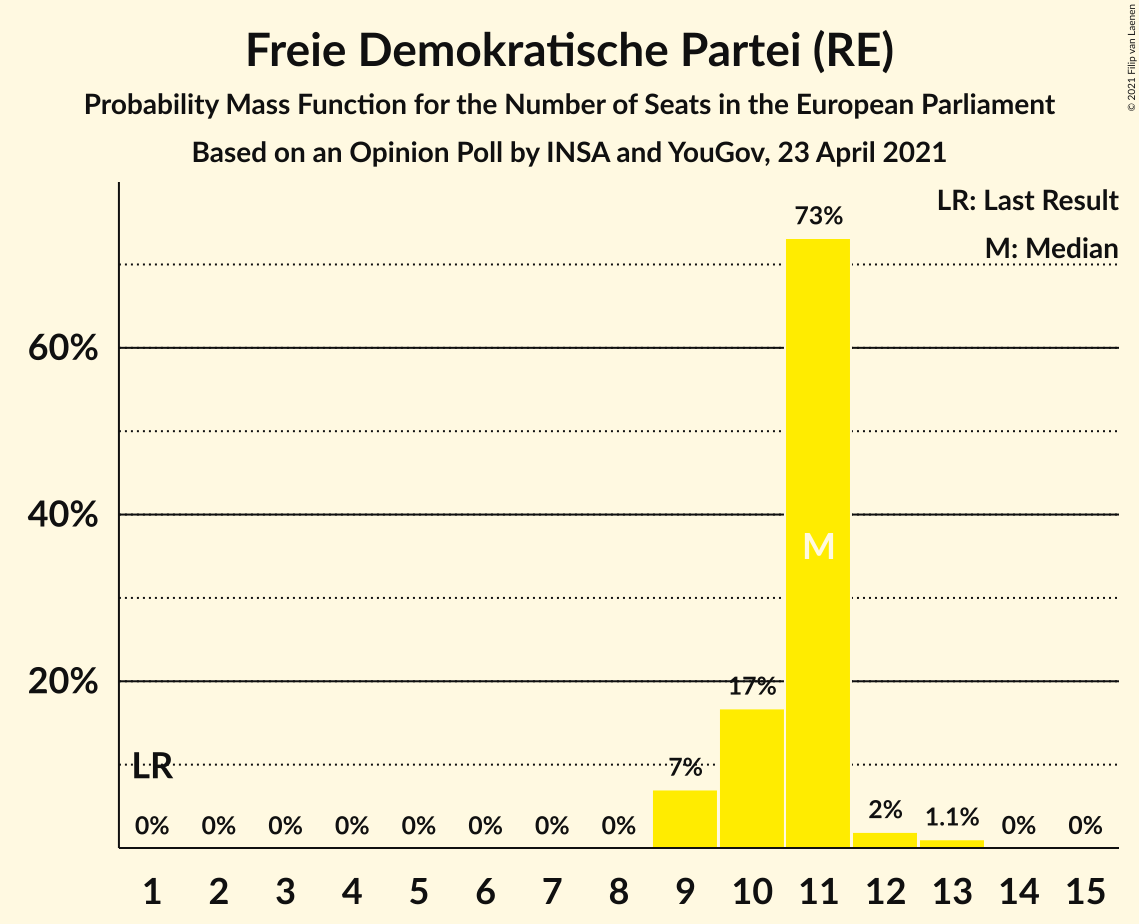 Freie Demokratische Partei (RE)
Probability Mass Function for the Number of Seats in the European Parliament
Based on an Opinion Poll by INSA and YouGov, 23 April 2021
© 2021 Filip van Laenen
LR: Last Result
M: Median
73%
60%
40%
M
20%
17%
LR
7%
0% 0% 0% 0% 0% 0% 0% 0% 2% 1.1% 0% 0%
1 2 3 4 5 6 7 8 9 10 11 12 13 14 15